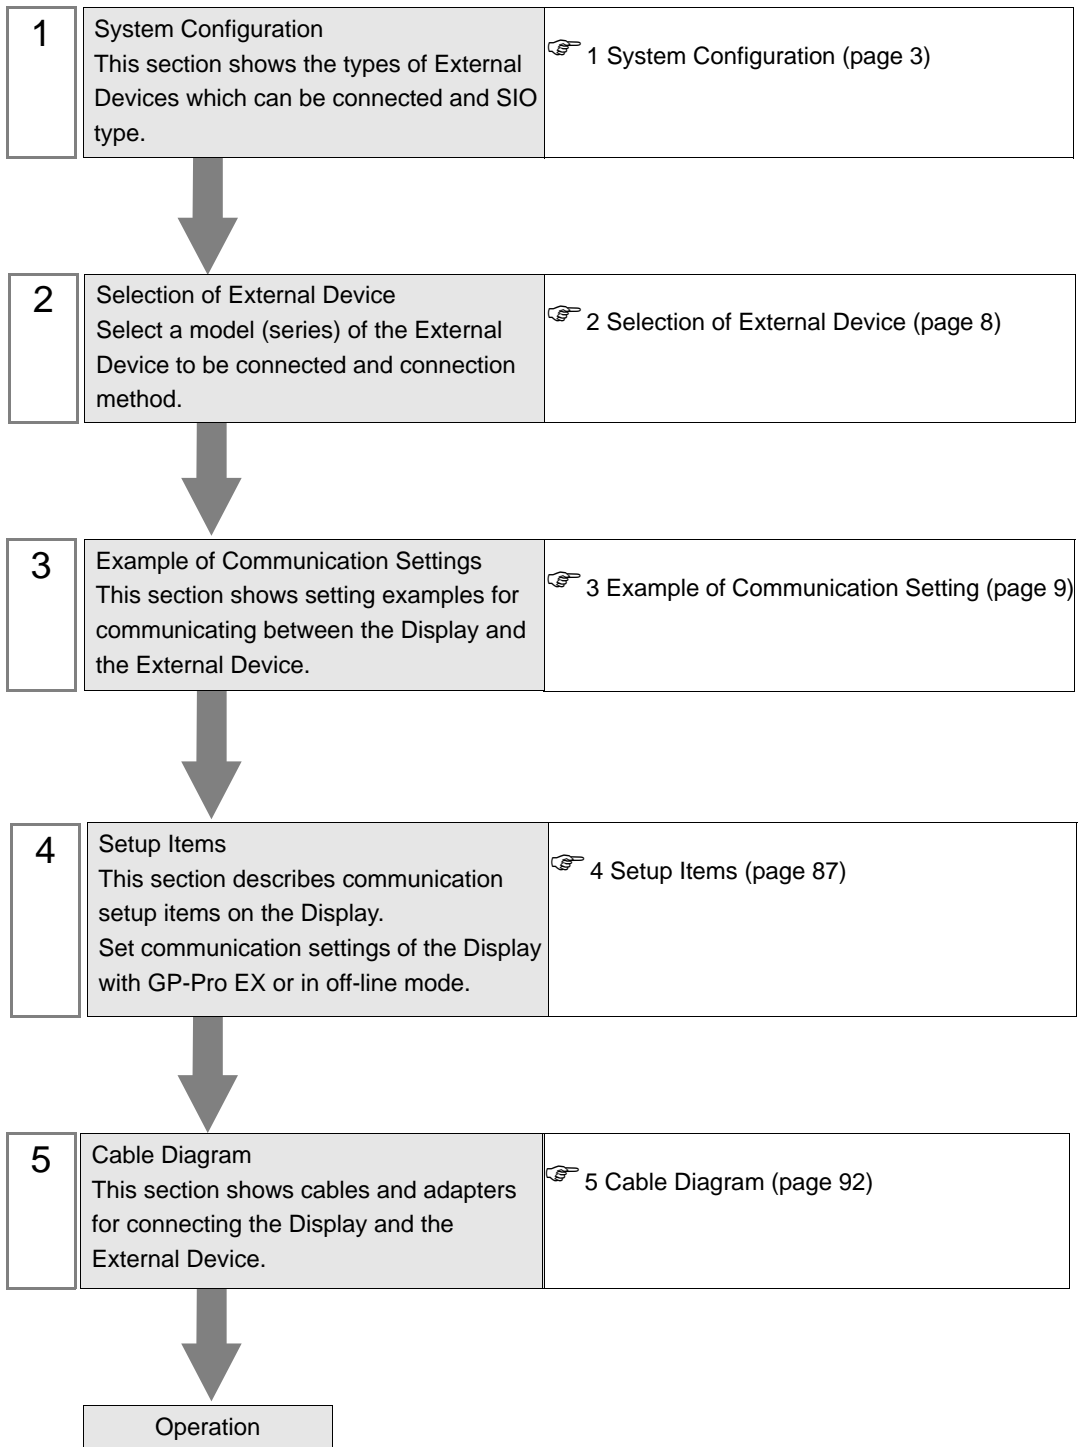 1
System Configuration
This section shows the types of External
Devices which can be connected and SIO
type.
1 System Configuration (page 3)
2
Selection of External Device
Select a model (series) of the External
Device to be connected and connection
method.
2 Selection of External Device (page 8)
3
Example of Communication Settings
This section shows setting examples for
communicating between the Display and
the External Device.
3 Example of Communication Setting (page 9)
4
Setup Items
This section describes communication
setup items on the Display.
Set communication settings of the Display
with GP-Pro EX or in off-line mode.
4 Setup Items (page 87)
5
Cable Diagram
This section shows cables and adapters
for connecting the Display and the
External Device.
5 Cable Diagram (page 92)
Operation